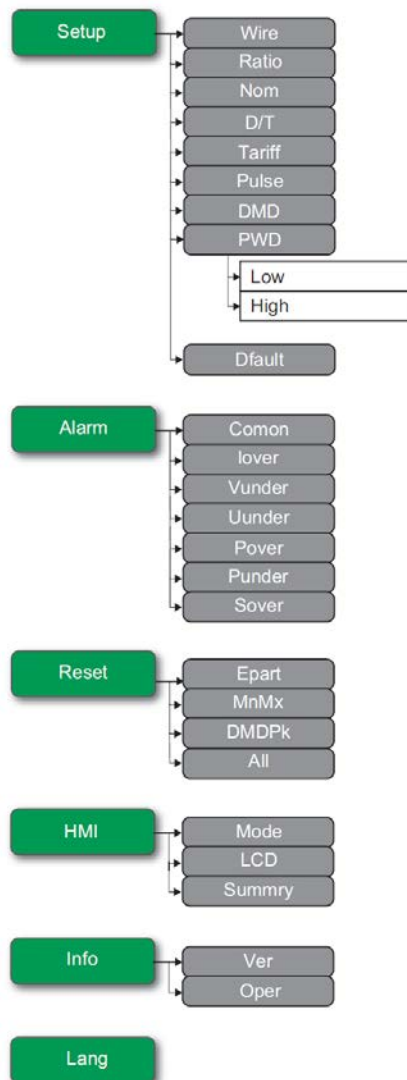 Setup
Wire
Ratio
Nom
D/T
Tariff
Pulse
DMD
PWD
Low
High
Dfault
Alarm
Comon
Iover
Vunder
Uunder
Pover
Punder
Sover
Reset
Epart
MnMx
DMDPk
All
HMI
Mode
LCD
Summry
Info
Ver
Oper
Lang